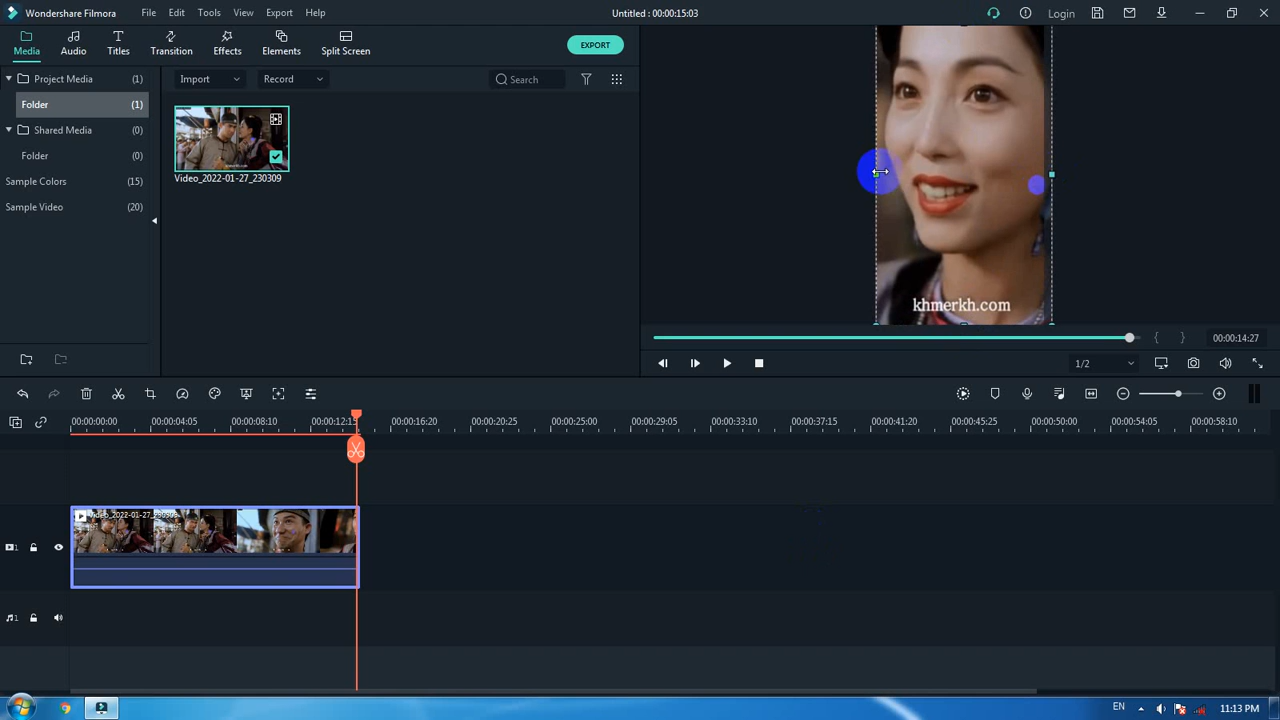 Wondershare Filmora File Edit Tools View Export Help Untitled : 00:00:15:03 Login
Media Audio Titles Transition Effects Elements Split Screen EXPORT
Project Media (1) Import Record Search
Folder (1)
Shared Media (0)
Folder (0)
Sample Colors (15)
Sample Video (20)
Video_2022-01-27_230309
khmerkh.com
00:00:14:27
1/2
00:00:00:00 00:00:04:05 00:00:08:10 00:00:12:15 00:00:16:20 00:00:20:25 00:00:25:00 00:00:29:05 00:00:33:10 00:00:37:15 00:00:41:20 00:00:45:25 00:00:50:00 00:00:54:05 00:00:58:10
Video_2022-01-27_230309
1
1
EN 11:13 PM